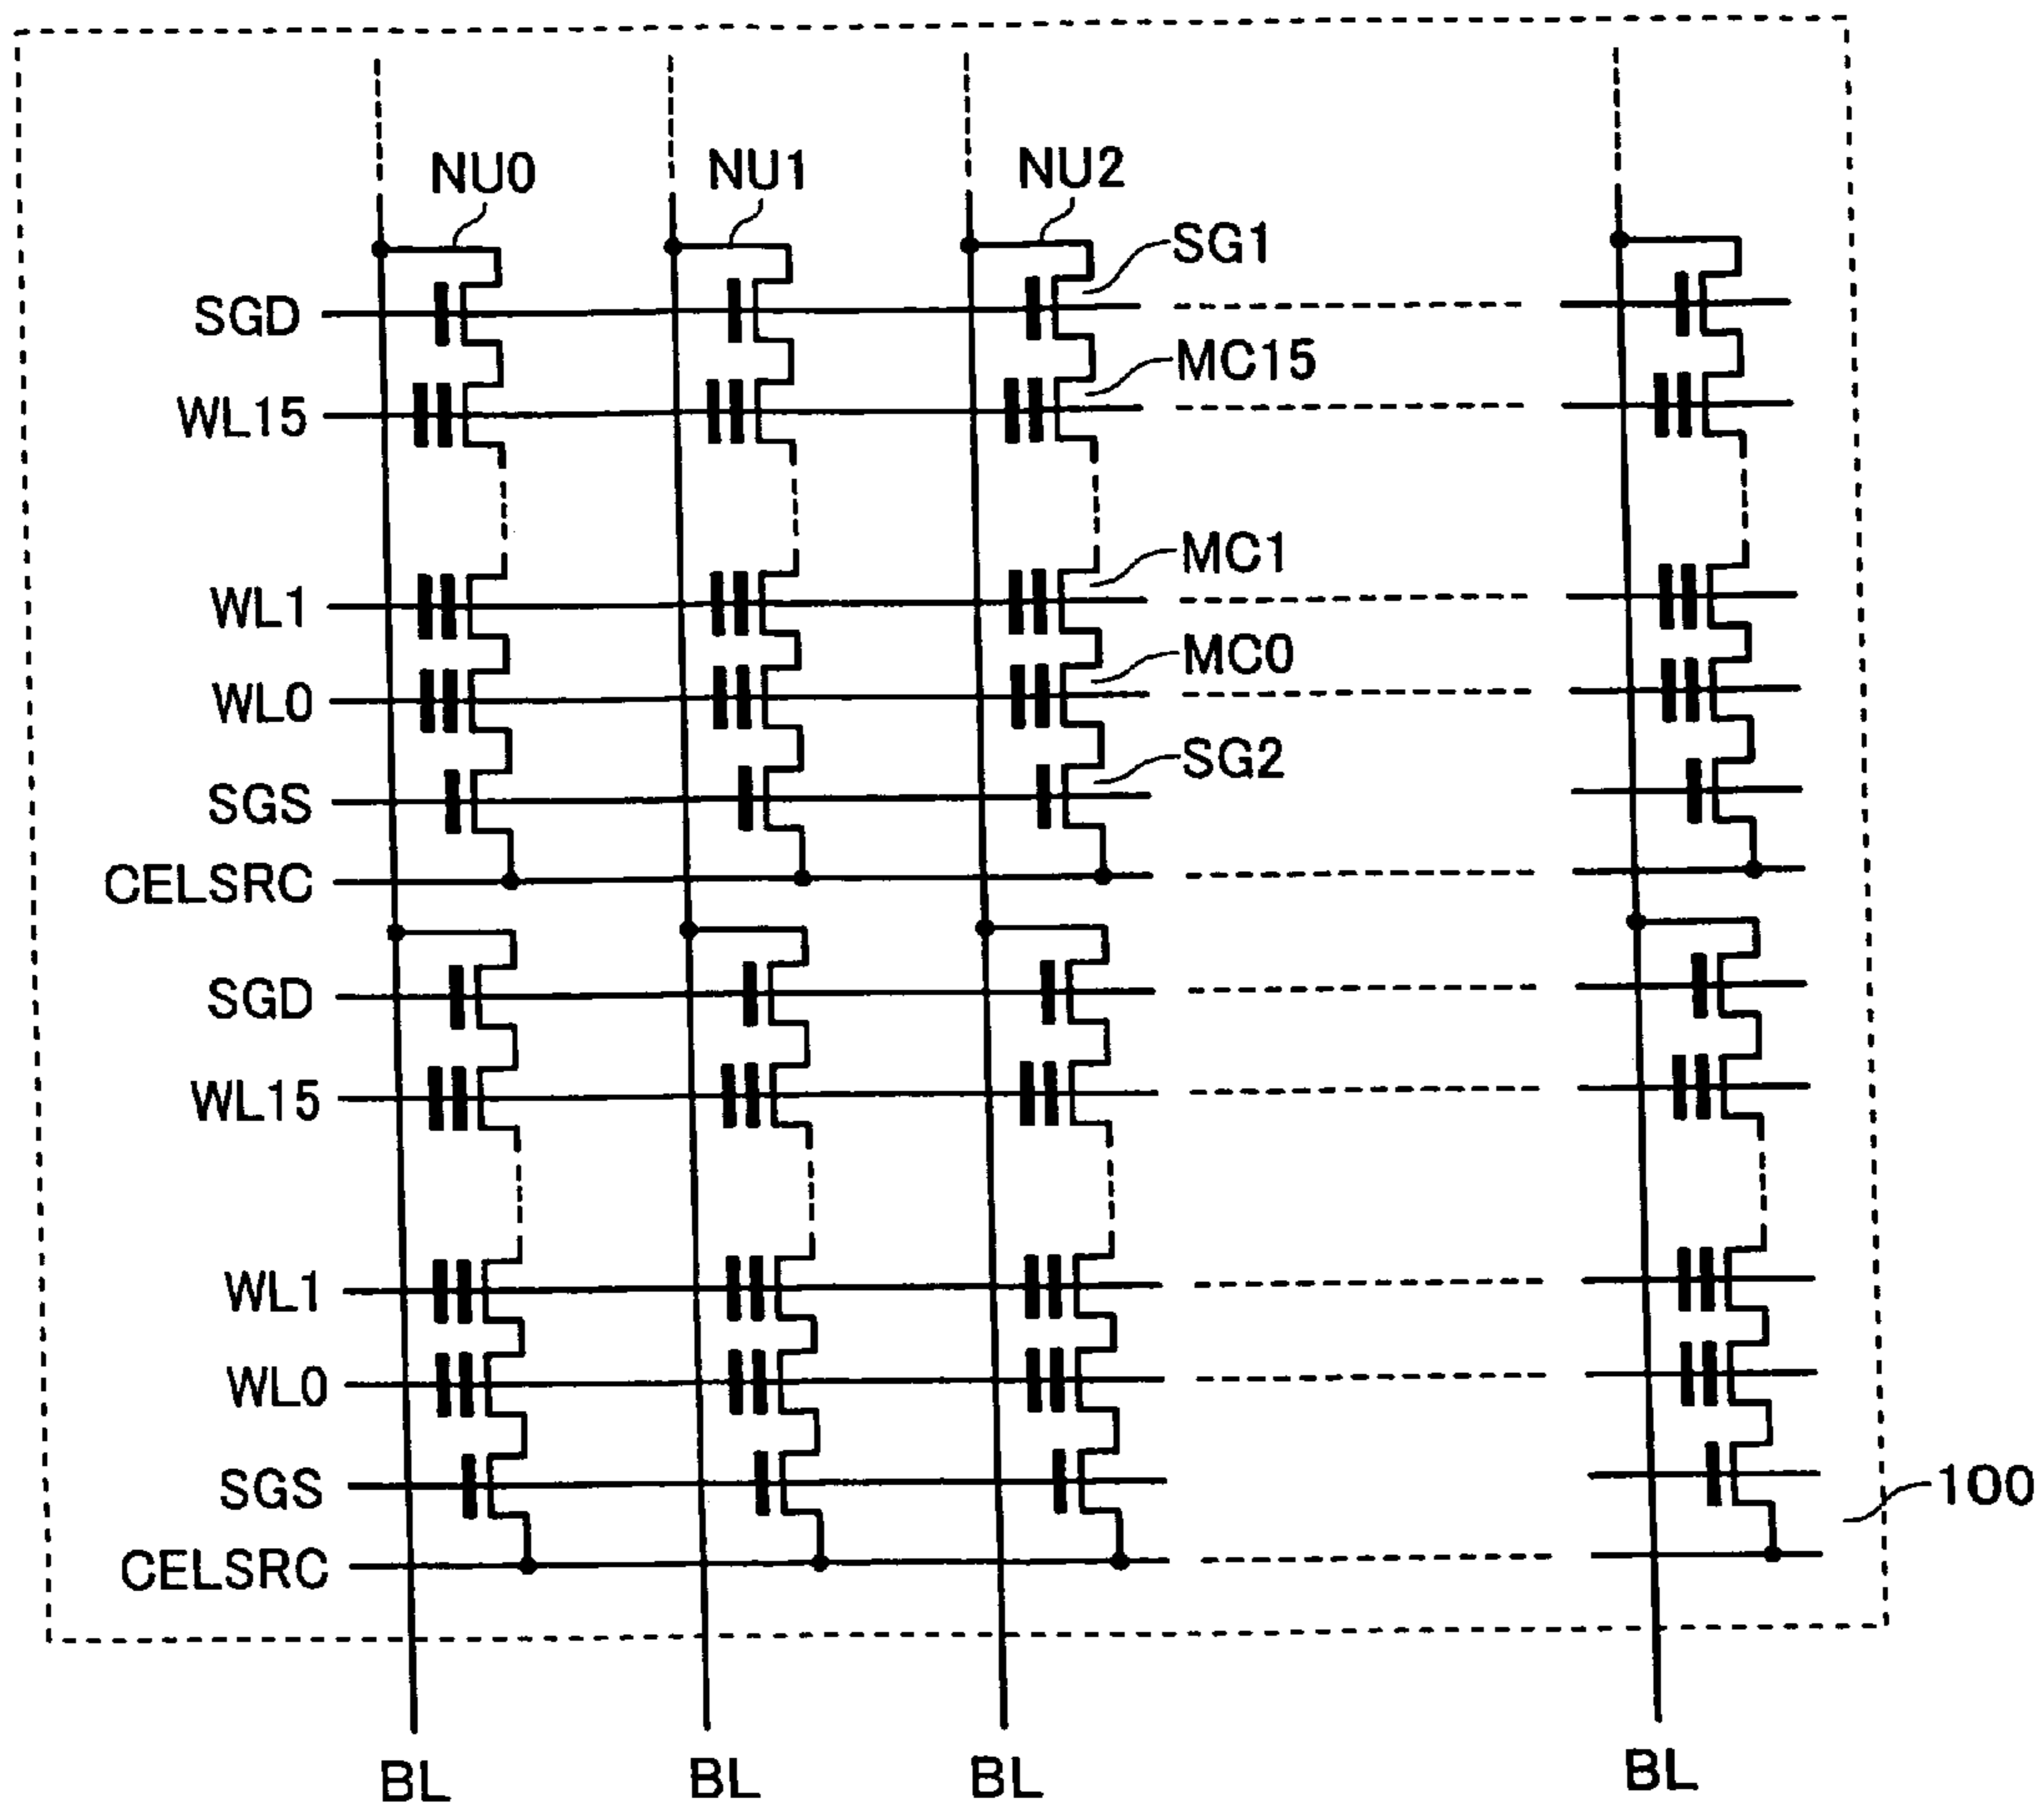 NU0 NU1 NU2
SG1
SGD
MC15
WL15
MC1
WL1
MC0
WL0
SG2
SGS
CELSRC
SGD
WL15
WL1
WL0
SGS
100
CELSRC
BL BL BL BL